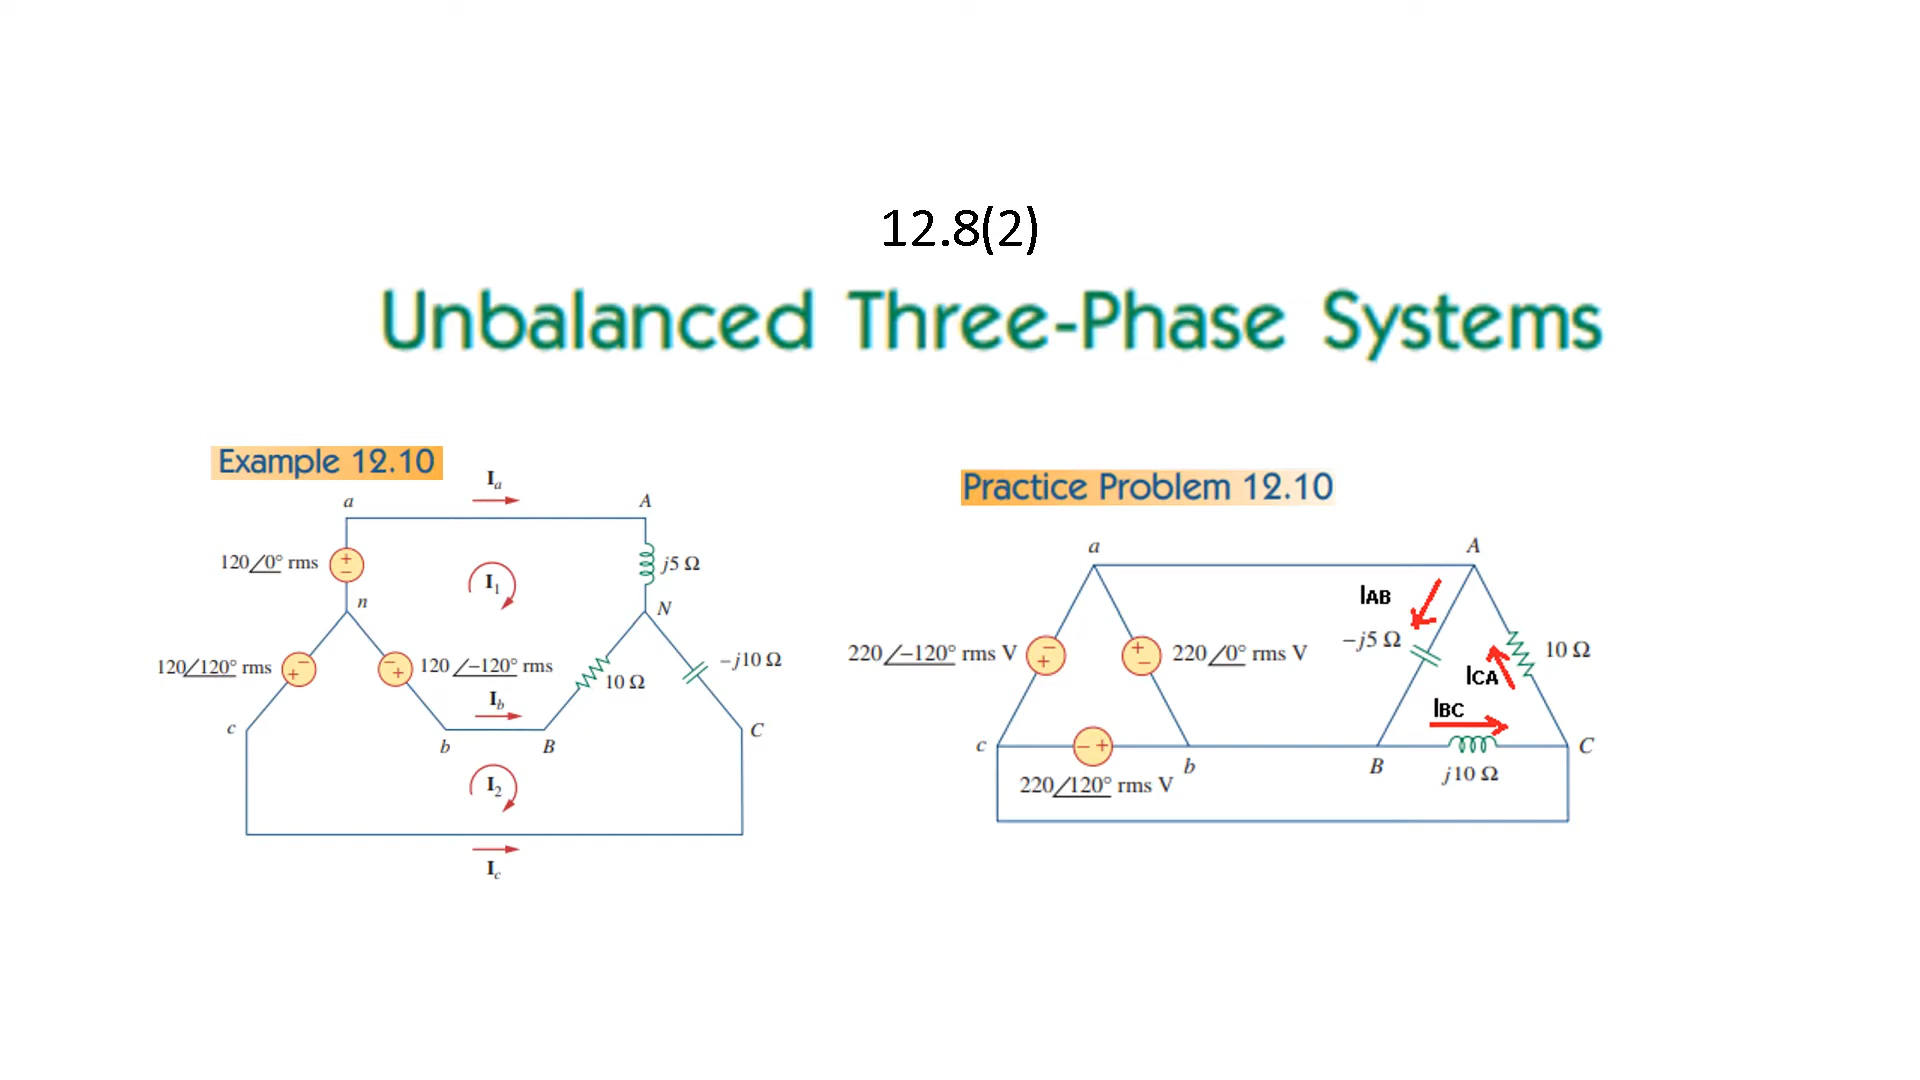 12.8(2)
Unbalanced Three-Phase Systems
Example 12.10
Iₐ
a
A
120/0° rms
+
−
j5 Ω
I₁
n
N
120/120° rms
−
+
−
+
120 /−120° rms
10 Ω
−j10 Ω
I_b
c
b
B
C
I₂
I_c
Practice Problem 12.10
a
A
IAB
−j5 Ω
10 Ω
220/−120° rms V
−
+
+
−
220/0° rms V
ICA
IBC
c
− +
b
B
C
j10 Ω
220/120° rms V